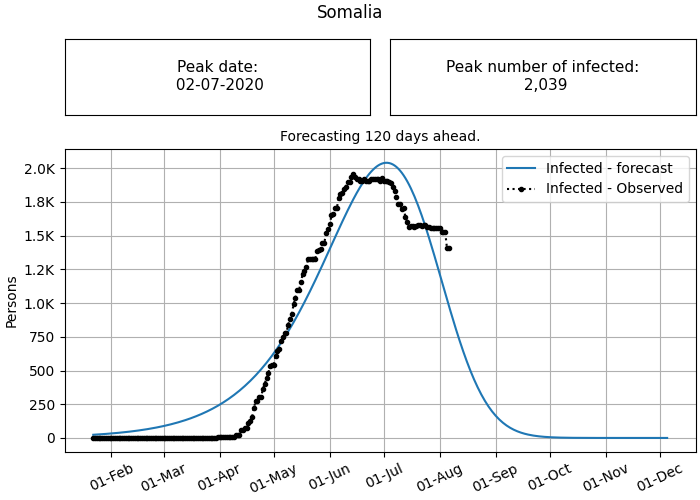 Somalia
Peak date:
02-07-2020
Peak number of infected:
2,039
Forecasting 120 days ahead.
Infected - forecast
Infected - Observed
2.0K
1.8K
1.5K
1.2K
1.0K
750
500
250
0
Persons
01-Feb
01-Mar
01-Apr
01-May
01-Jun
01-Jul
01-Aug
01-Sep
01-Oct
01-Nov
01-Dec